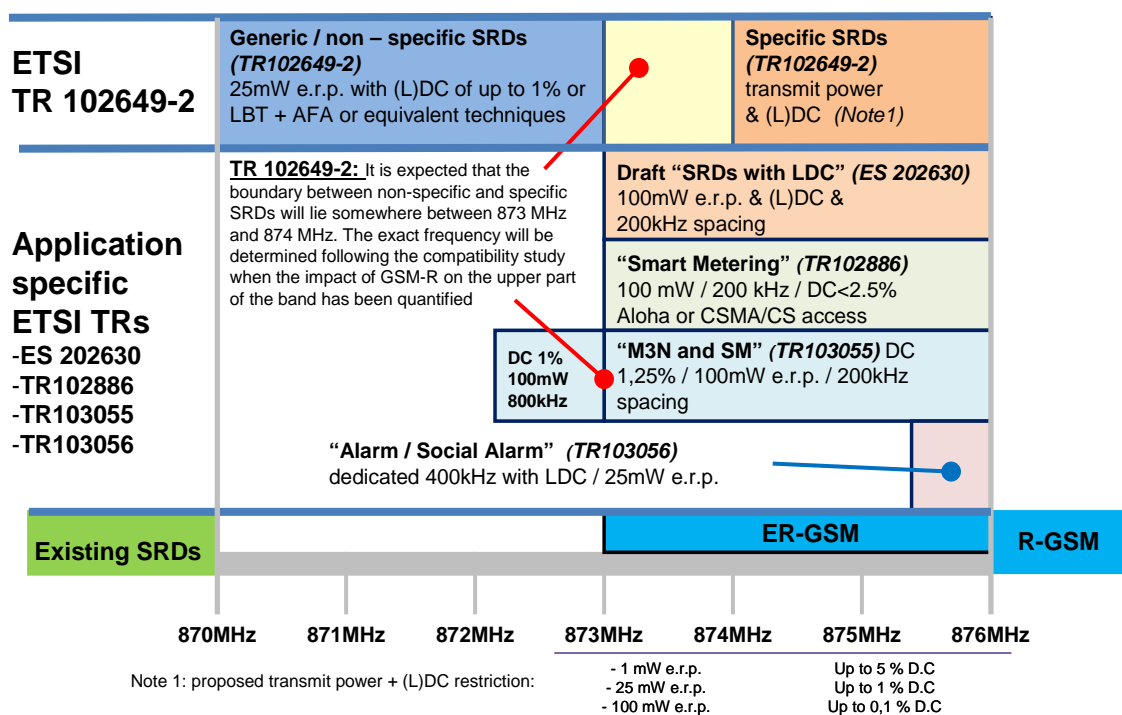 ETSI
TR 102649-2
Generic / non – specific SRDs
(TR102649-2)
25mW e.r.p. with (L)DC of up to 1% or
LBT + AFA or equivalent techniques
Specific SRDs
(TR102649-2)
transmit power
& (L)DC (Note1)
TR 102649-2: It is expected that the
boundary between non-specific and specific
SRDs will lie somewhere between 873 MHz
and 874 MHz. The exact frequency will be
determined following the compatibility study
when the impact of GSM-R on the upper part
of the band has been quantified
Draft “SRDs with LDC” (ES 202630)
100mW e.r.p. & (L)DC &
200kHz spacing
Application
specific
ETSI TRs
-ES 202630
-TR102886
-TR103055
-TR103056
“Smart Metering” (TR102886)
100 mW / 200 kHz / DC<2.5%
Aloha or CSMA/CS access
DC 1%
100mW
800kHz
“M3N and SM” (TR103055) DC
1,25% / 100mW e.r.p. / 200kHz
spacing
“Alarm / Social Alarm” (TR103056)
dedicated 400kHz with LDC / 25mW e.r.p.
Existing SRDs
ER-GSM
R-GSM
870MHz 871MHz 872MHz 873MHz 874MHz 875MHz 876MHz
Note 1: proposed transmit power + (L)DC restriction:
- 1 mW e.r.p. Up to 5 % D.C
- 25 mW e.r.p. Up to 1 % D.C
- 100 mW e.r.p. Up to 0,1 % D.C